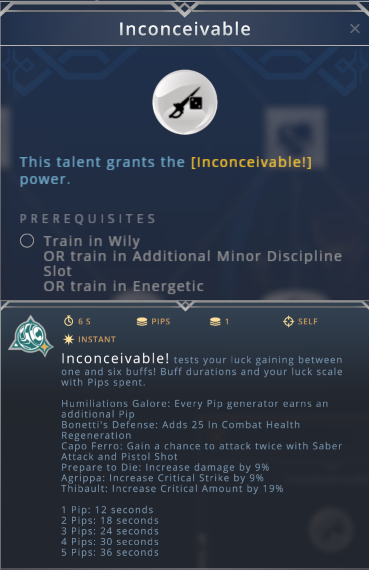 Inconceivable
This talent grants the [Inconceivable!]
power.
PREREQUISITES
Train in Wily
OR train in Additional Minor Discipline
Slot
OR train in Energetic
6 S PIPS 1 SELF
INSTANT
Inconceivable! tests your luck gaining between
one and six buffs! Buff durations and your luck scale
with Pips spent.
Humiliations Galore: Every Pip generator earns an
additional Pip
Bonetti's Defense: Adds 25 In Combat Health
Regeneration
Capo Ferro: Gain a chance to attack twice with Saber
Attack and Pistol Shot
Prepare to Die: Increase damage by 9%
Agrippa: Increase Critical Strike by 9%
Thibault: Increase Critical Amount by 19%
1 Pip: 12 seconds
2 Pips: 18 seconds
3 Pips: 24 seconds
4 Pips: 30 seconds
5 Pips: 36 seconds